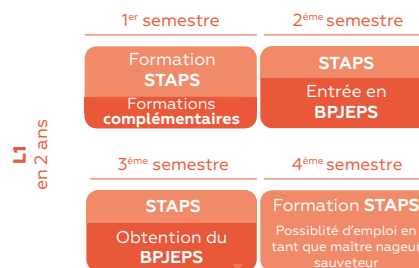 1er semestre
2ème semestre
Formation
STAPS
Formations
complémentaires
STAPS
Entrée en
BPJEPS
L1
en 2 ans
3ème semestre
4ème semestre
STAPS
Obtention du
BPJEPS
Formation STAPS
Possiblité d'emploi en
tant que maître nageur
sauveteur